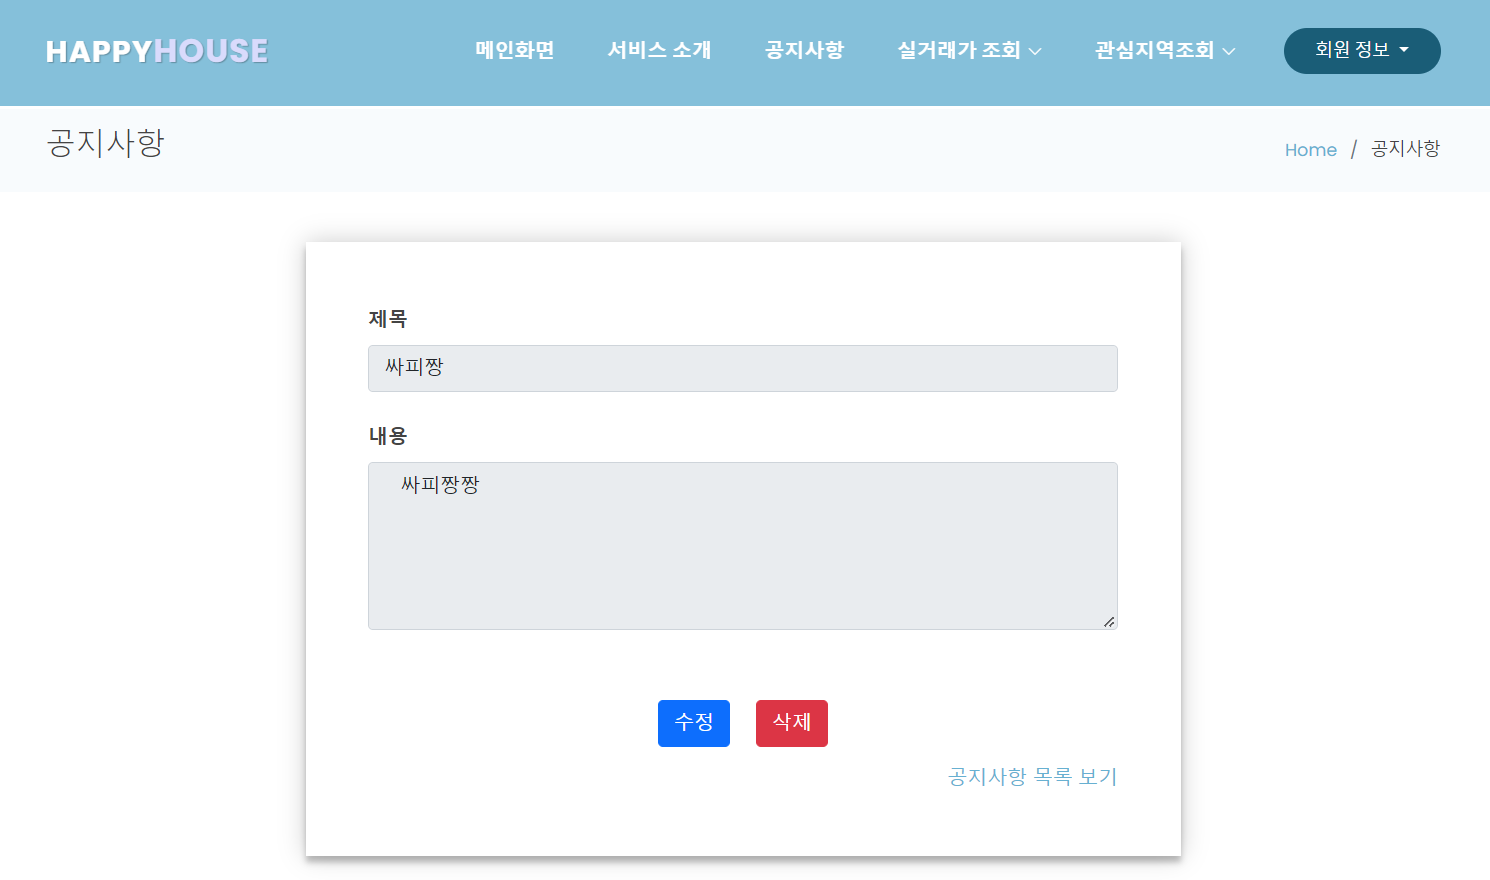 HAPPYHOUSE 메인화면 서비스 소개 공지사항 실거래가 조회 관심지역조회 회원 정보
공지사항 Home / 공지사항
제목
싸피짱
내용
싸피짱짱
수정 삭제
공지사항 목록 보기